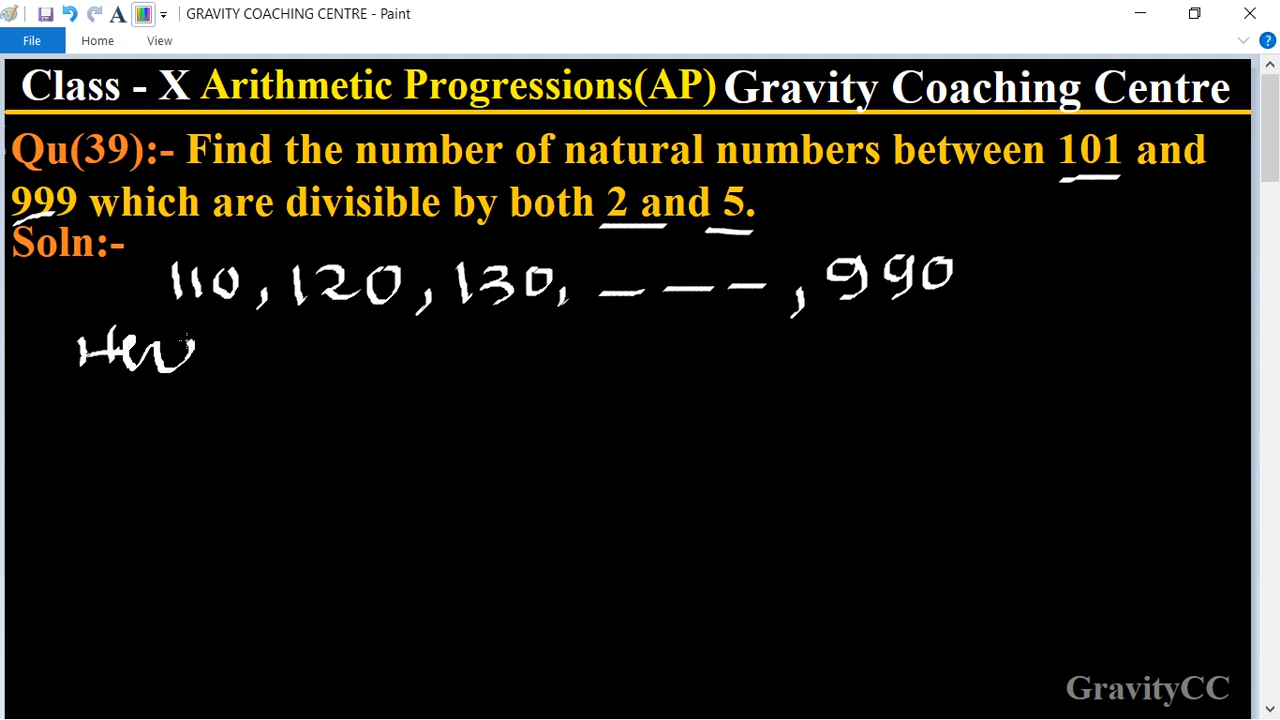 GRAVITY COACHING CENTRE - Paint
File Home View
Class - X Arithmetic Progressions(AP) Gravity Coaching Centre
Qu(39):- Find the number of natural numbers between 101 and
999 which are divisible by both 2 and 5.
Soln:-
110, 120, 130, _ _ _, 990
GravityCC